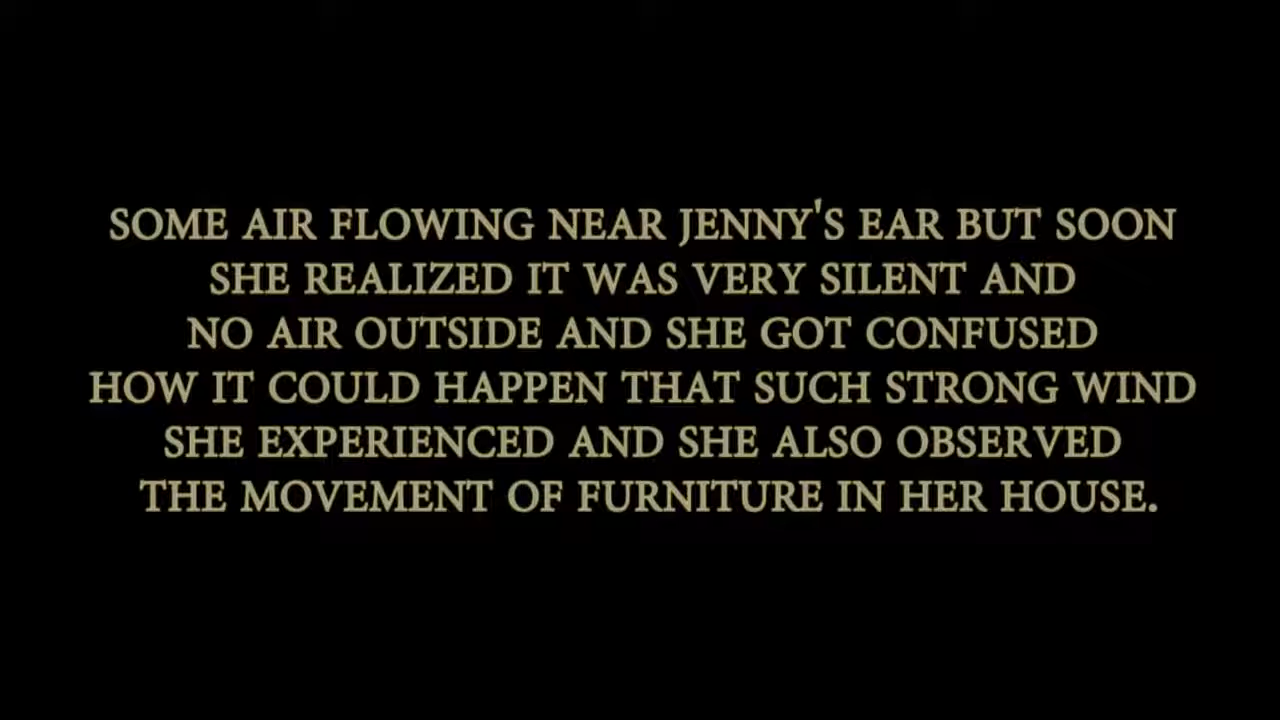 SOME AIR FLOWING NEAR JENNY'S EAR BUT SOON
SHE REALIZED IT WAS VERY SILENT AND
NO AIR OUTSIDE AND SHE GOT CONFUSED
HOW IT COULD HAPPEN THAT SUCH STRONG WIND
SHE EXPERIENCED AND SHE ALSO OBSERVED
THE MOVEMENT OF FURNITURE IN HER HOUSE.